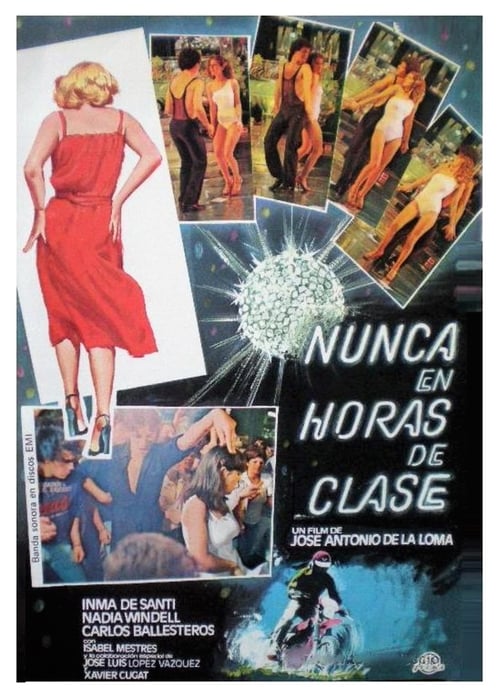 NUNCA
EN
HORAS
DE
CLASE
UN FILM DE
JOSE ANTONIO DE LA LOMA
Banda sonora en discos EMI
INMA DE SANTI
NADIA WINDELL
CARLOS BALLESTEROS
con
ISABEL MESTRES
y la colaboración especial de
JOSE LUIS LOPEZ VAZQUEZ
y
XAVIER CUGAT